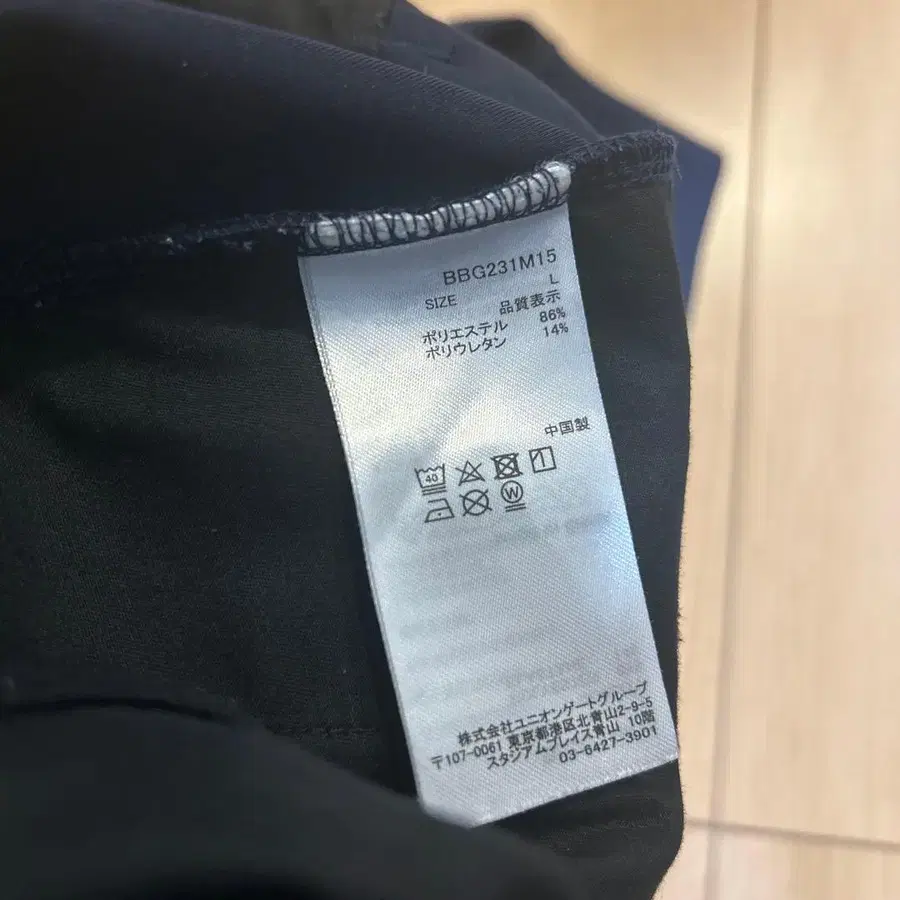 BBG231M15
SIZE L
品質表示
ポリエステル 86%
ポリウレタン 14%
中国製
40
W
株式会社ユニオンゲートグループ
〒107-0061 東京都港区北青山2-9-5
スタジアムプレイス青山 10階
03-6427-3901